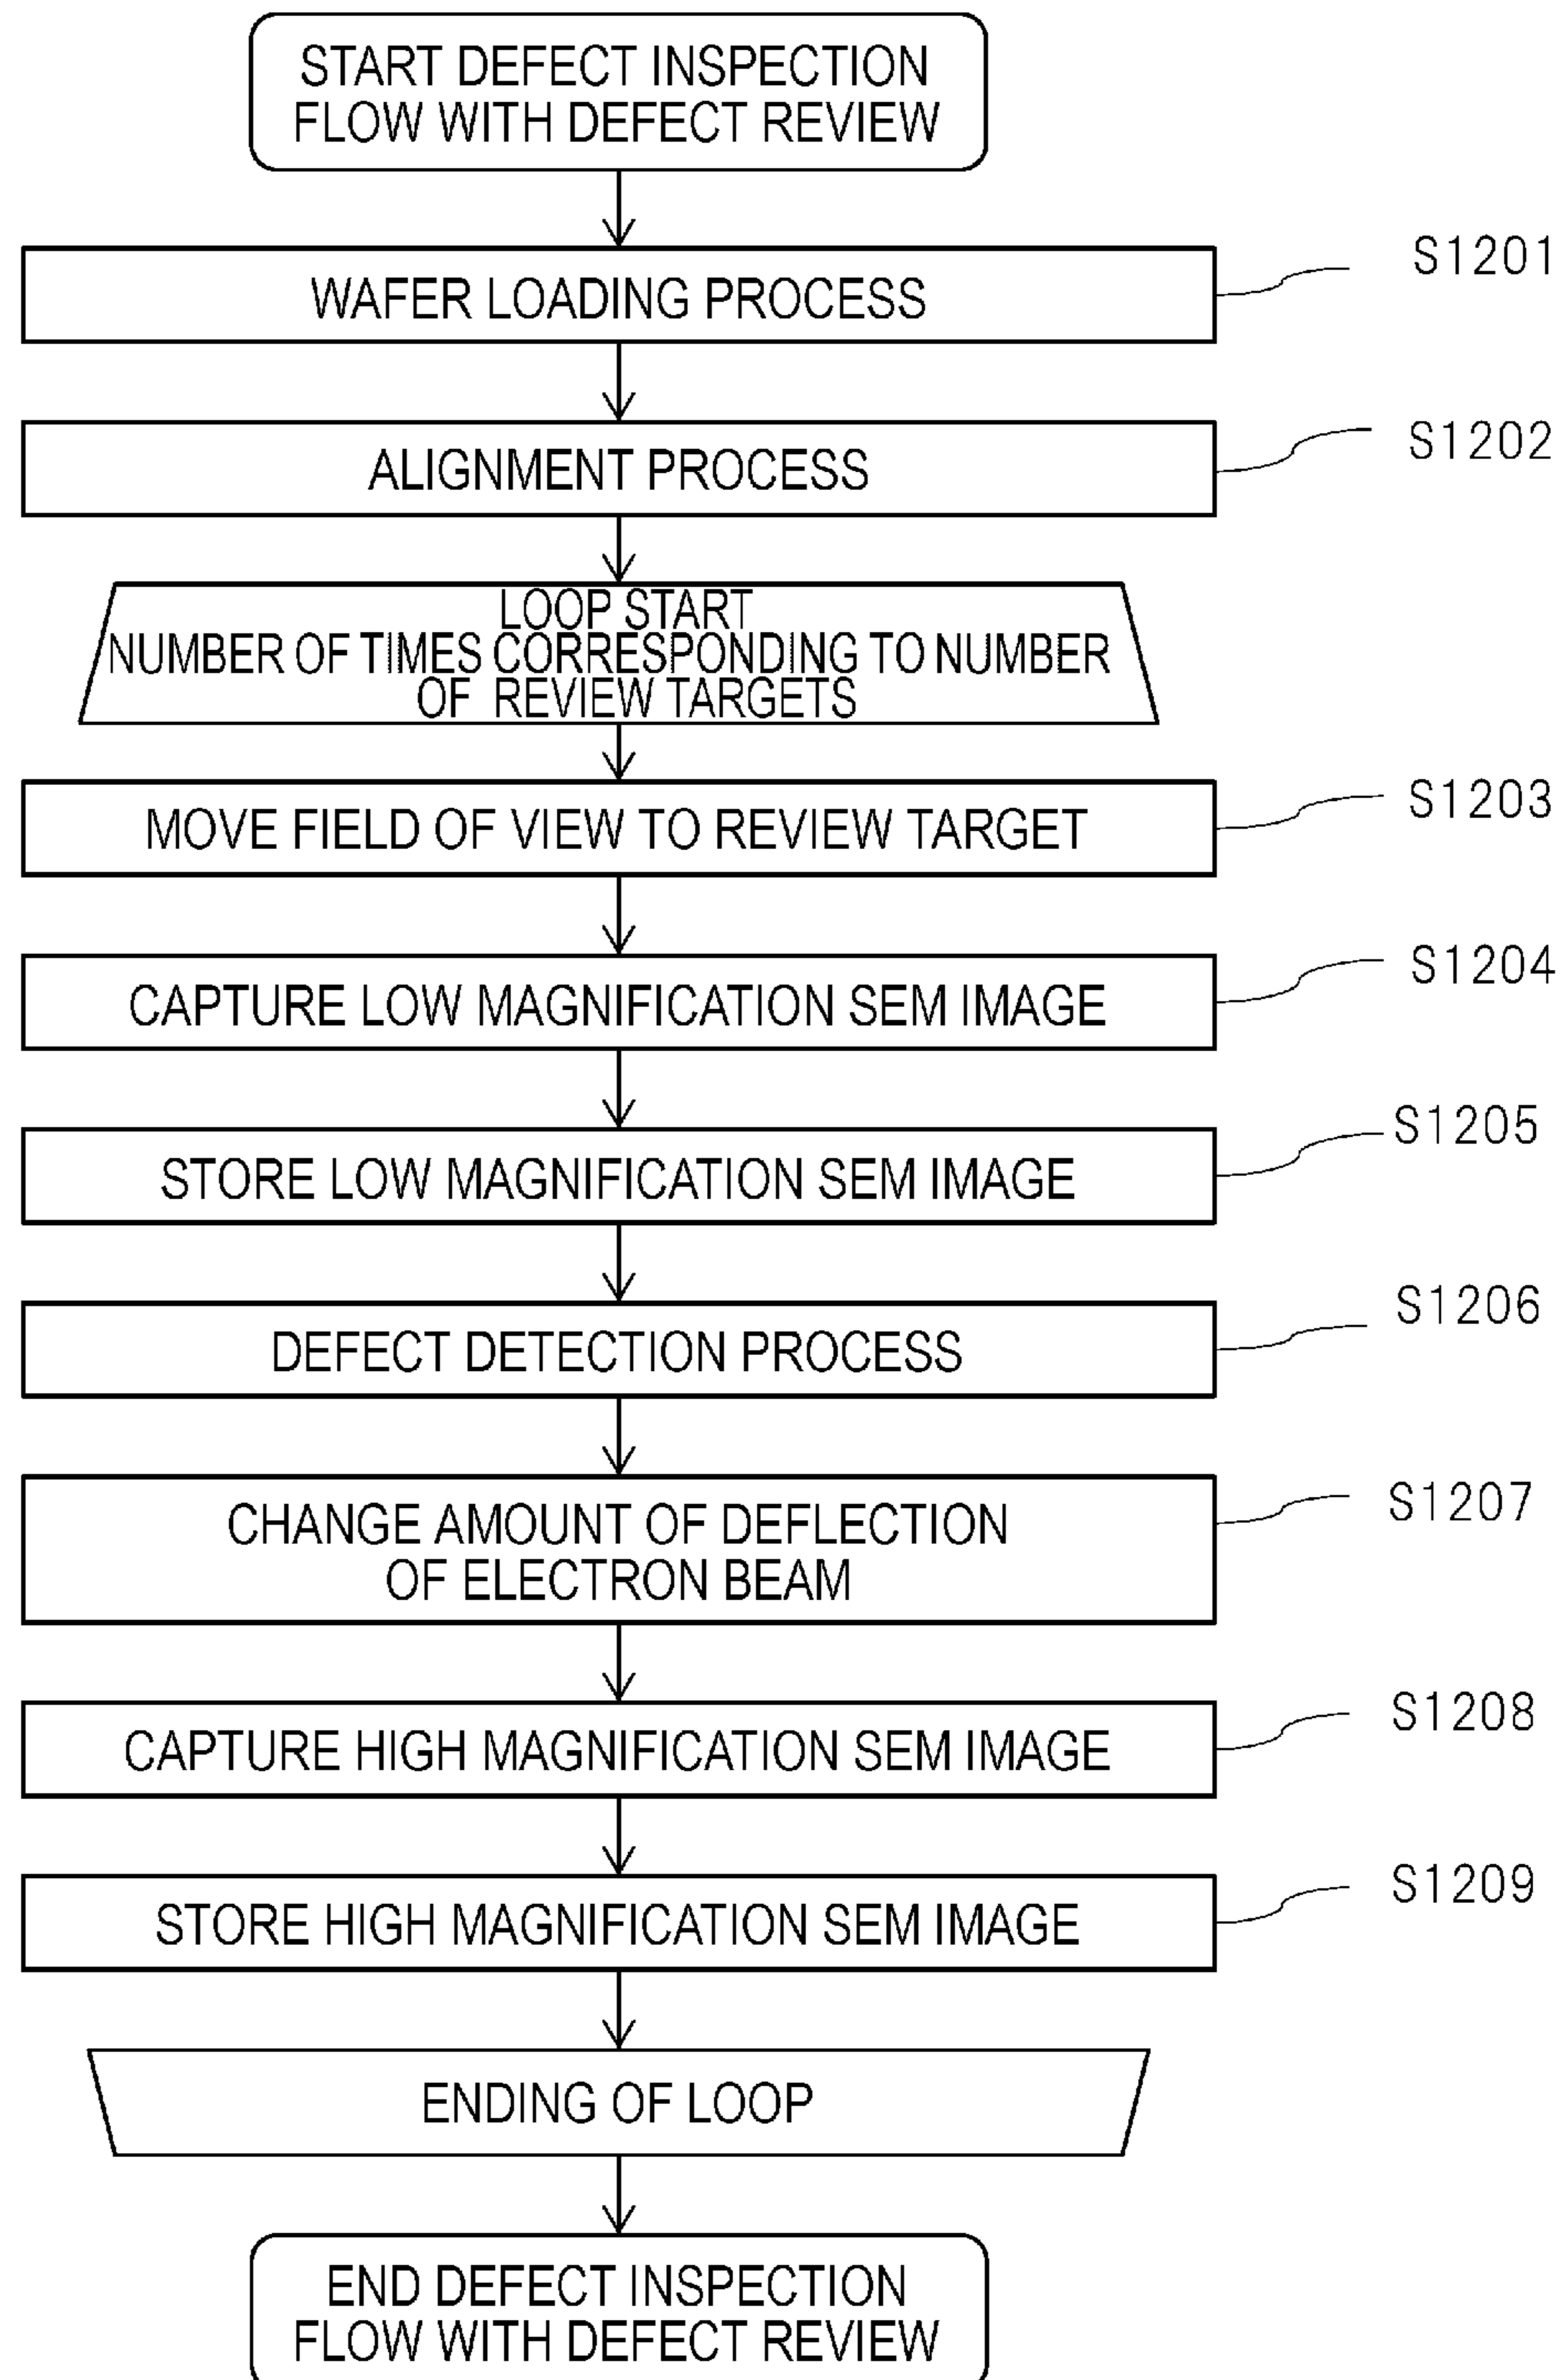 START DEFECT INSPECTION
FLOW WITH DEFECT REVIEW
WAFER LOADING PROCESS
S1201
ALIGNMENT PROCESS
S1202
LOOP START
NUMBER OF TIMES CORRESPONDING TO NUMBER
OF REVIEW TARGETS
MOVE FIELD OF VIEW TO REVIEW TARGET
S1203
CAPTURE LOW MAGNIFICATION SEM IMAGE
S1204
STORE LOW MAGNIFICATION SEM IMAGE
S1205
DEFECT DETECTION PROCESS
S1206
CHANGE AMOUNT OF DEFLECTION
OF ELECTRON BEAM
S1207
CAPTURE HIGH MAGNIFICATION SEM IMAGE
S1208
STORE HIGH MAGNIFICATION SEM IMAGE
S1209
ENDING OF LOOP
END DEFECT INSPECTION
FLOW WITH DEFECT REVIEW